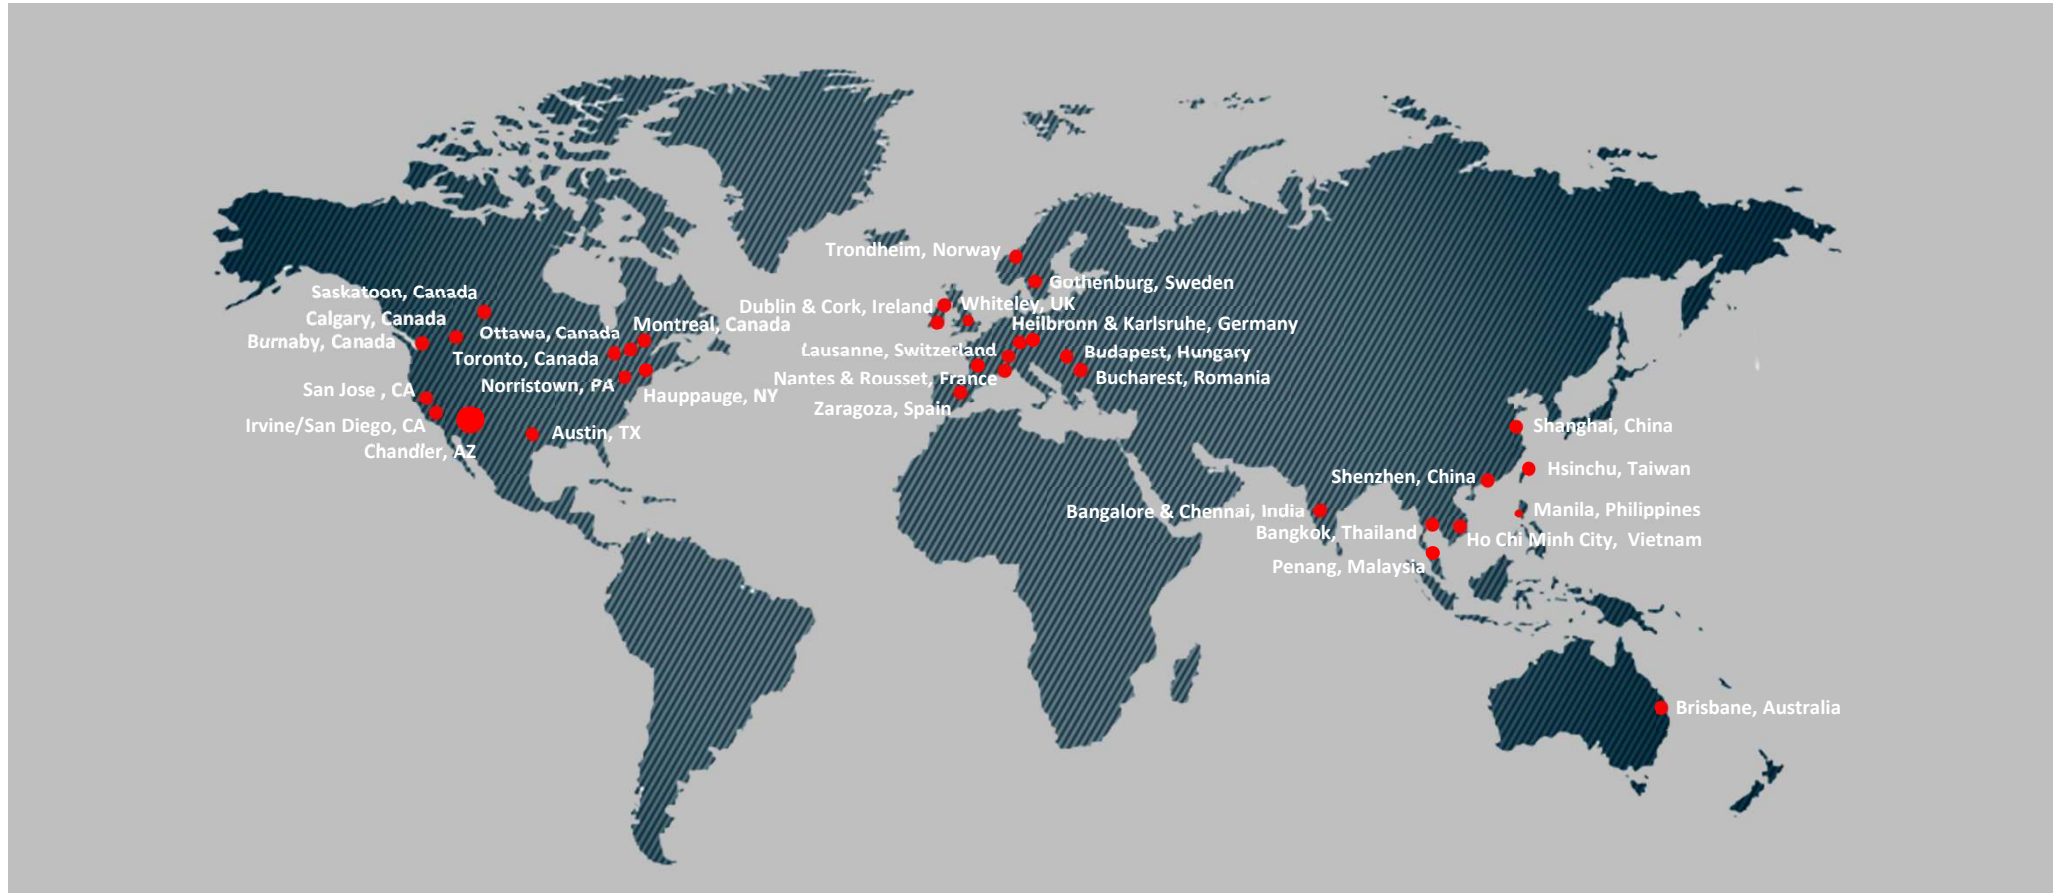 Trondheim, Norway
Gothenburg, Sweden
Saskatoon, Canada
Dublin & Cork, Ireland
Whiteley, UK
Calgary, Canada
Montreal, Canada
Heilbronn & Karlsruhe, Germany
Burnaby, Canada
Ottawa, Canada
Lausanne, Switzerland
Budapest, Hungary
Toronto, Canada
Nantes & Rousset, France
Bucharest, Romania
Norristown, PA
San Jose , CA
Hauppauge, NY
Zaragoza, Spain
Irvine/San Diego, CA
Austin, TX
Shanghai, China
Chandler, AZ
Hsinchu, Taiwan
Shenzhen, China
Bangalore & Chennai, India
Manila, Philippines
Bangkok, Thailand
Ho Chi Minh City,  Vietnam
Penang, Malaysia
Brisbane, Australia